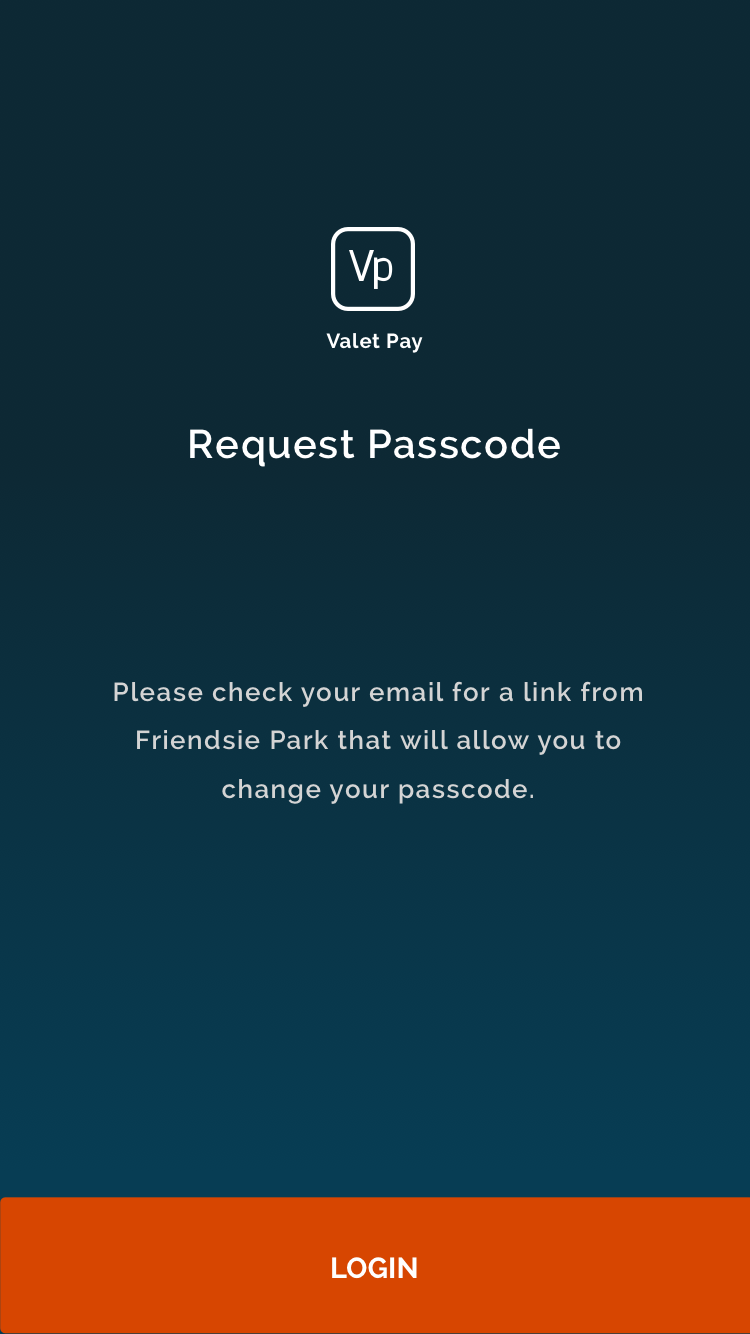 Vp
Valet Pay
Request Passcode
Please check your email for a link from
Friendsie Park that will allow you to
change your passcode.
LOGIN